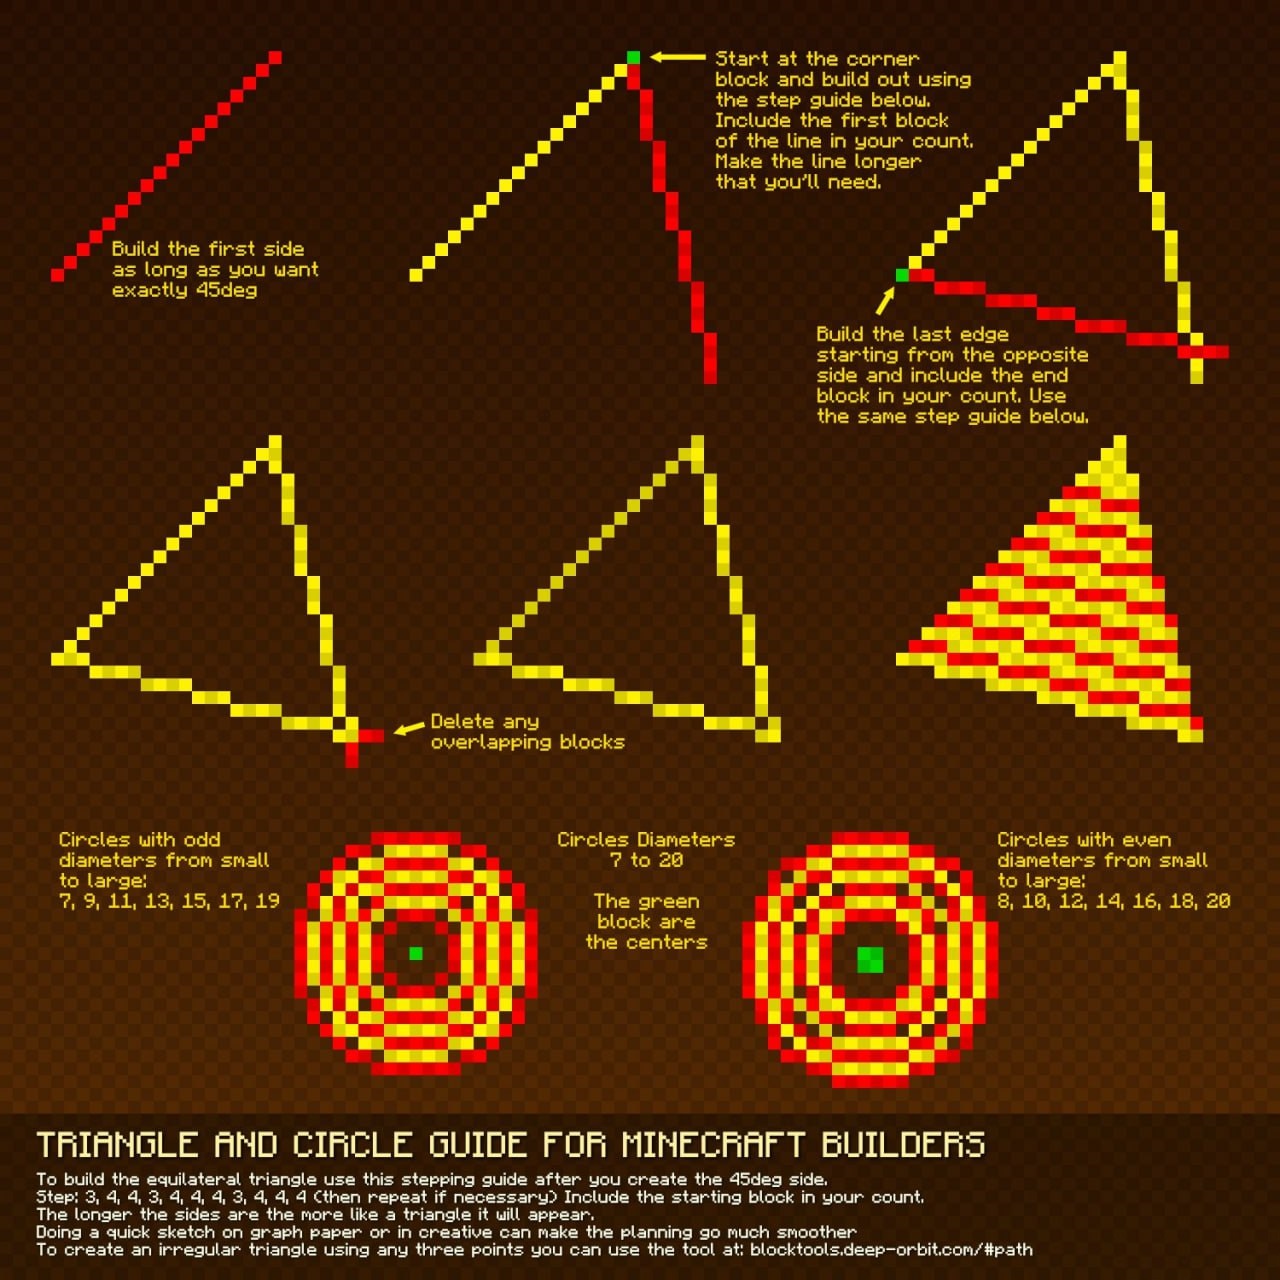 Start at the corner
block and build out using
the step guide below.
Include the first block
of the line in your count.
Make the line longer
that you'll need.
Build the first side
as long as you want
exactly 45deg
Build the last edge
starting from the opposite
side and include the end
block in your count. Use
the same step guide below.
Delete any
overlapping blocks
Circles with odd
diameters from small
to large:
7, 9, 11, 13, 15, 17, 19
Circles Diameters
7 to 20
The green
block are
the centers
Circles with even
diameters from small
to large:
8, 10, 12, 14, 16, 18, 20
TRIANGLE AND CIRCLE GUIDE FOR MINECRAFT BUILDERS
To build the equilateral triangle use this stepping guide after you create the 45deg side.
Step: 3, 4, 4, 3, 4, 4, 4, 3, 4, 4, 4 (then repeat if necessary) Include the starting block in your count.
The longer the sides are the more like a triangle it will appear.
Doing a quick sketch on graph paper or in creative can make the planning go much smoother
To create an irregular triangle using any three points you can use the tool at: blocktools.deep-orbit.com/#path